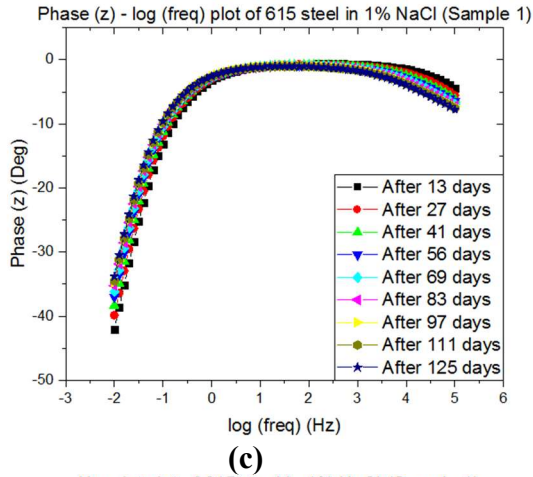 Phase (z) - log (freq) plot of 615 steel in 1% NaCl (Sample 1)
0
-10
-20
-30
-40
-50
Phase (z) (Deg)
After 13 days
After 27 days
After 41 days
After 56 days
After 69 days
After 83 days
After 97 days
After 111 days
After 125 days
-3 -2 -1 0 1 2 3 4 5 6
log (freq) (Hz)
(c)